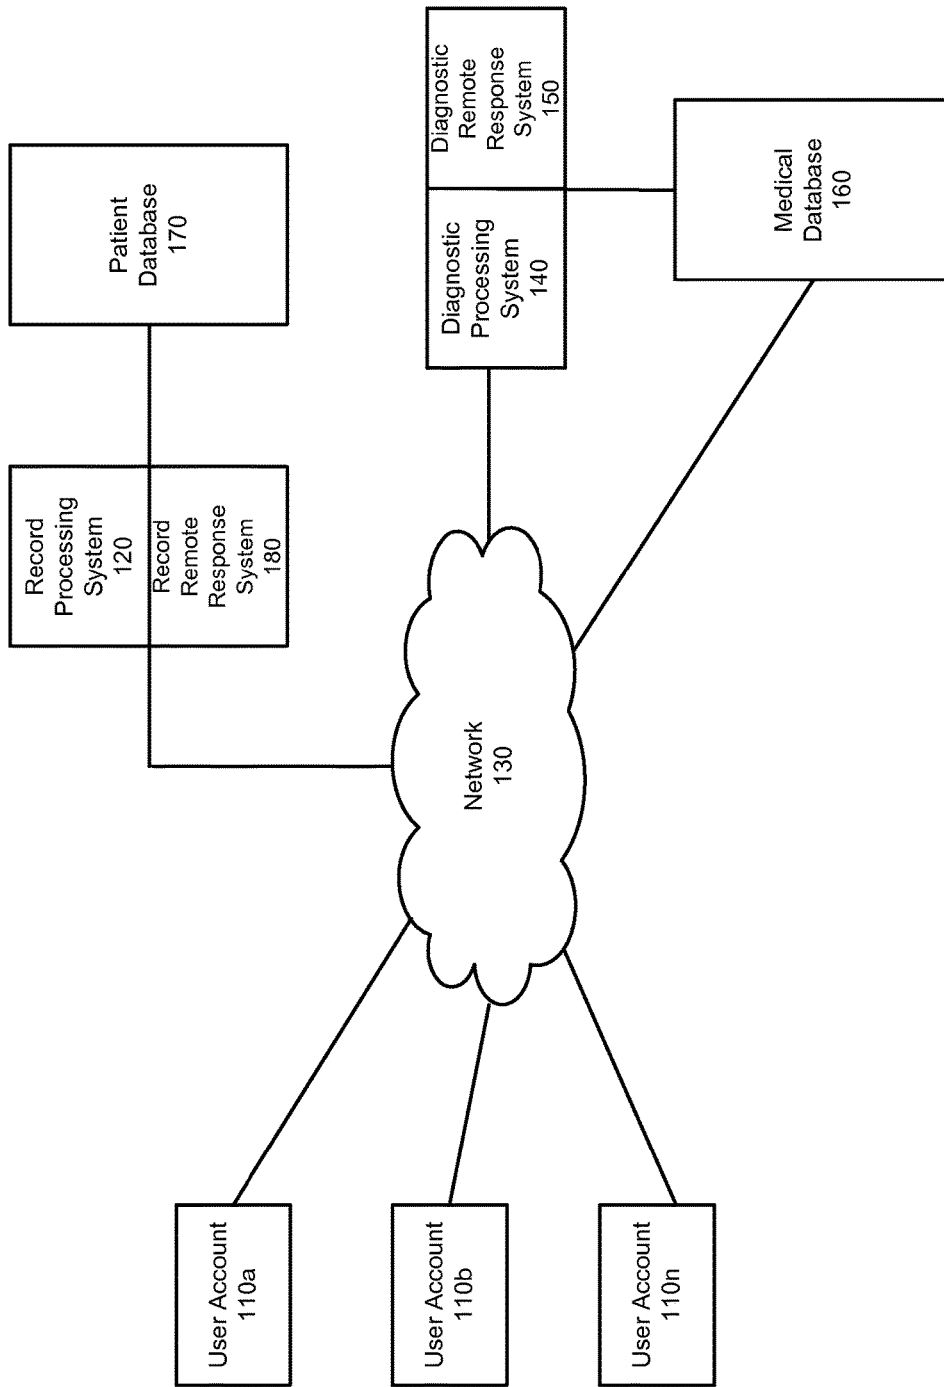 Patient
Database
170
Record
Processing
System
120
Record
Remote
Response
System
180
Diagnostic
Remote
Response
System
150
Diagnostic
Processing
System
140
Medical
Database
160
Network
130
User Account
110a
User Account
110b
User Account
110n